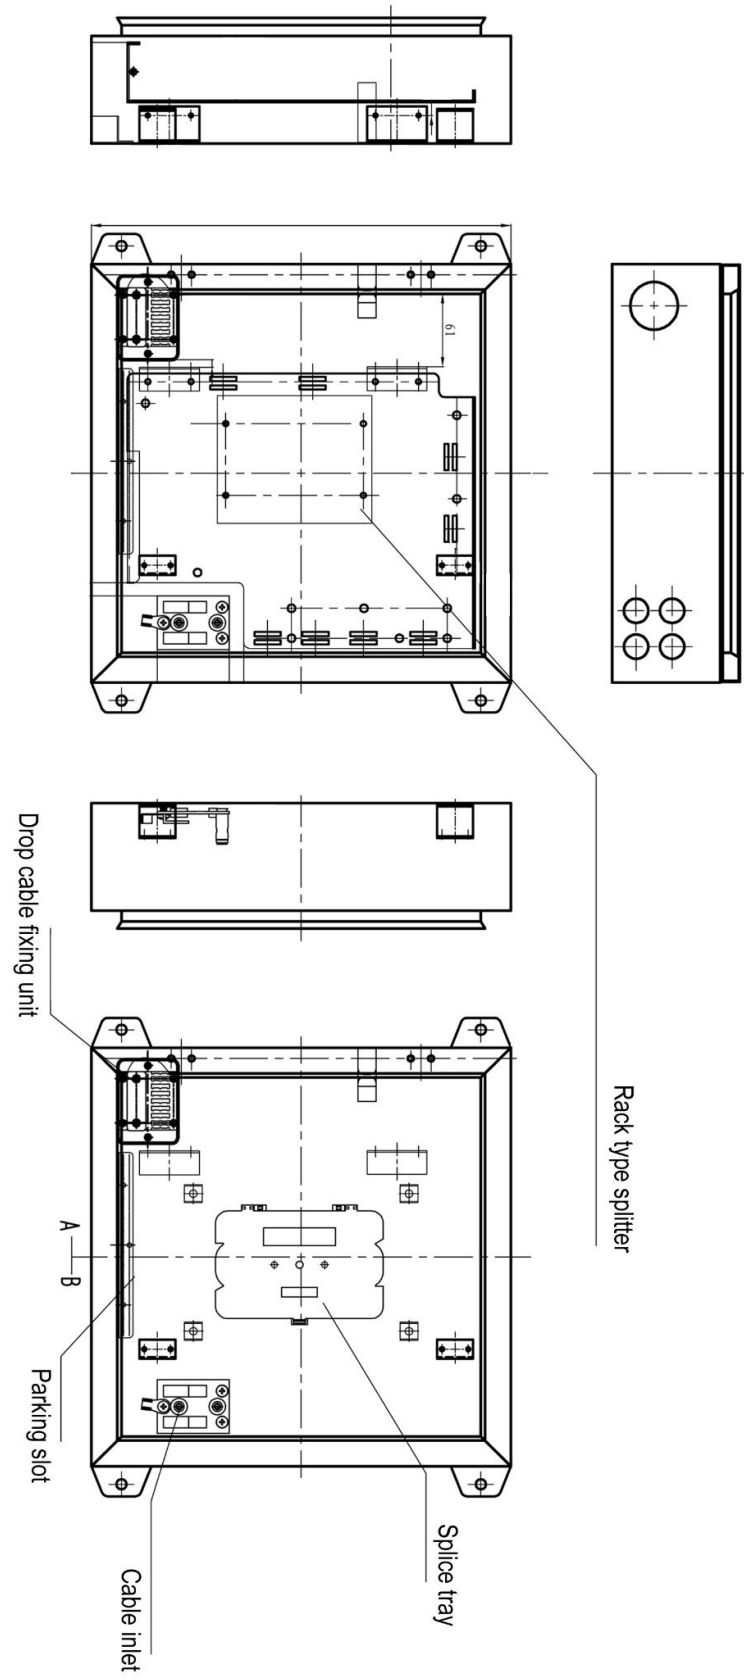 61
Rack type splitter
Drop cable fixing unit
A
B
Parking slot
Splice tray
Cable inlet